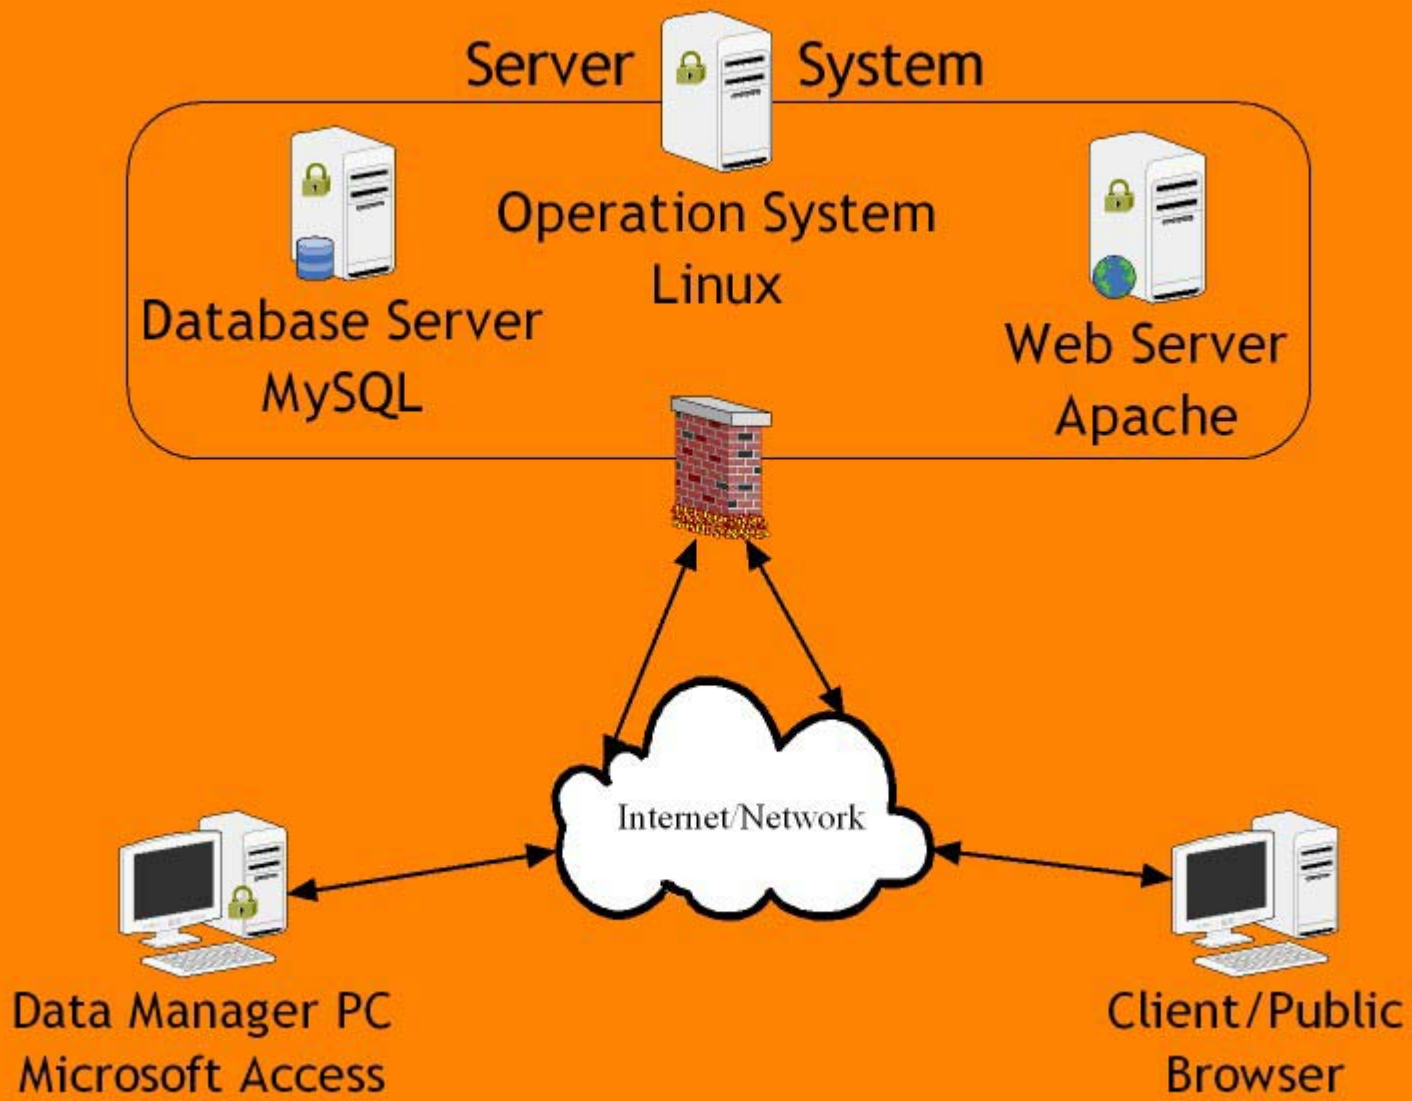 Server System
Operation System
Linux
Database Server
MySQL
Web Server
Apache
Internet/Network
Data Manager PC
Microsoft Access
Client/Public
Browser